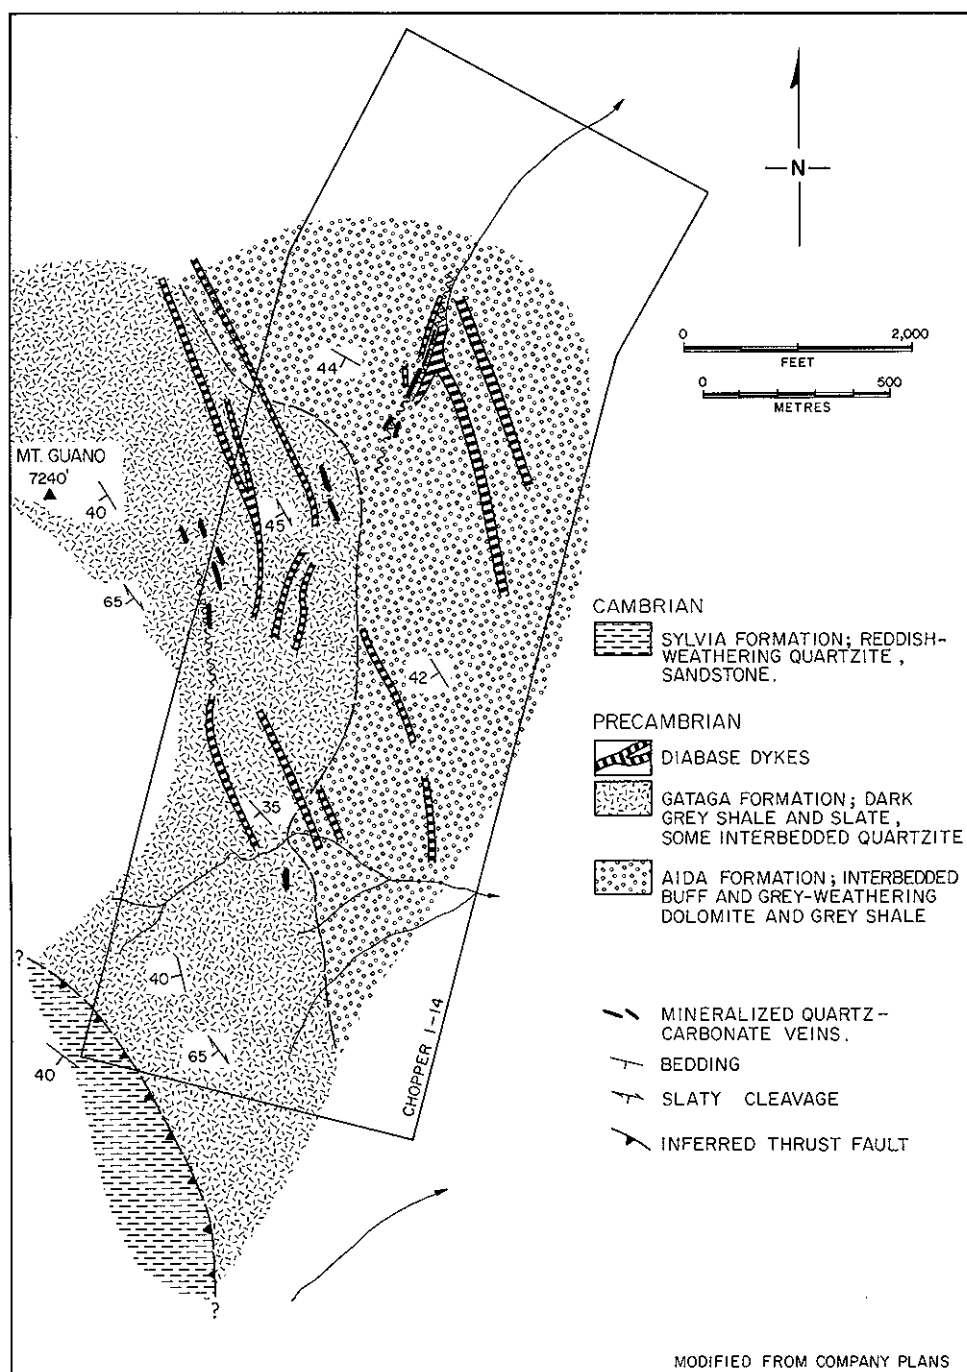 N
0 2,000
FEET
0 500
METRES
44
MT. GUANO
7240'
40
45
65
42
35
40
65
40
?
?
CHOPPER 1-14
CAMBRIAN
SYLVIA FORMATION; REDDISH-
WEATHERING QUARTZITE,
SANDSTONE.
PRECAMBRIAN
DIABASE DYKES
GATAGA FORMATION; DARK
GREY SHALE AND SLATE,
SOME INTERBEDDED QUARTZITE
AIDA FORMATION; INTERBEDDED
BUFF AND GREY-WEATHERING
DOLOMITE AND GREY SHALE
MINERALIZED QUARTZ-
CARBONATE VEINS.
BEDDING
SLATY CLEAVAGE
INFERRED THRUST FAULT
MODIFIED FROM COMPANY PLANS